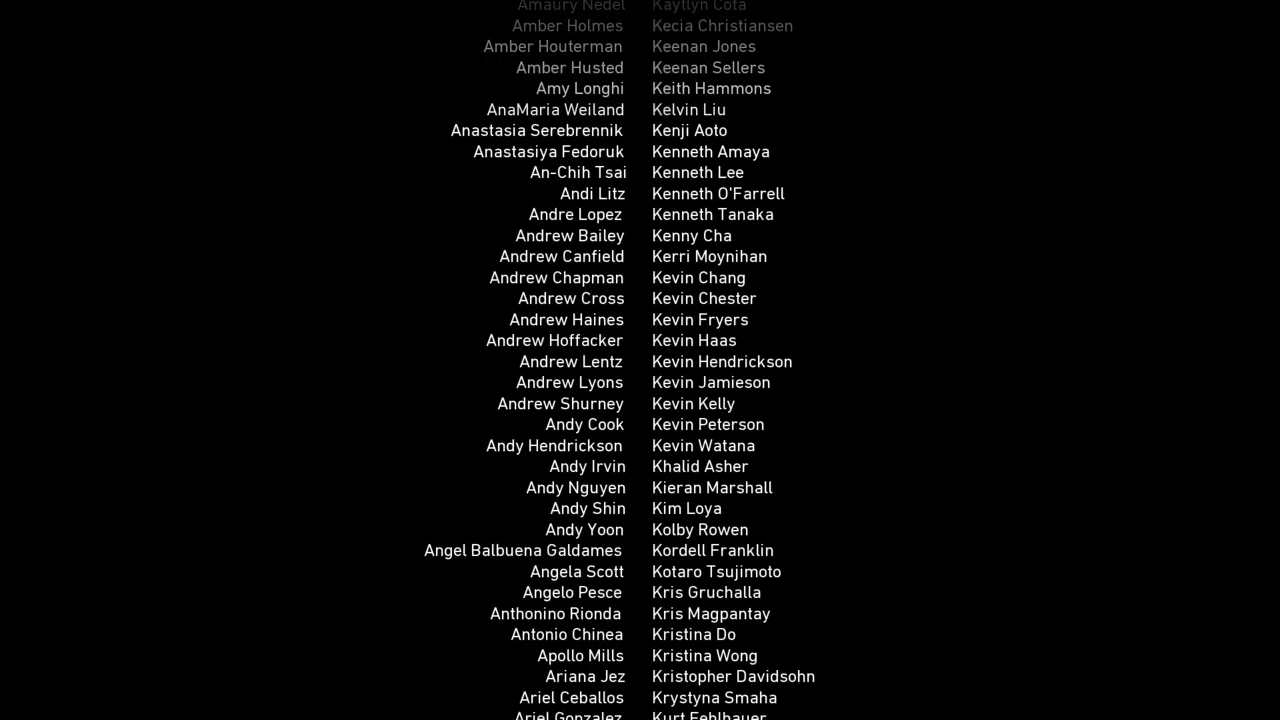 Amaury Nedel Kaytlyn Cota
Amber Holmes Kecia Christiansen
Amber Houterman Keenan Jones
Amber Husted Keenan Sellers
Amy Longhi Keith Hammons
AnaMaria Weiland Kelvin Liu
Anastasia Serebrennik Kenji Aoto
Anastasiya Fedoruk Kenneth Amaya
An-Chih Tsai Kenneth Lee
Andi Litz Kenneth O'Farrell
Andre Lopez Kenneth Tanaka
Andrew Bailey Kenny Cha
Andrew Canfield Kerri Moynihan
Andrew Chapman Kevin Chang
Andrew Cross Kevin Chester
Andrew Haines Kevin Fryers
Andrew Hoffacker Kevin Haas
Andrew Lentz Kevin Hendrickson
Andrew Lyons Kevin Jamieson
Andrew Shurney Kevin Kelly
Andy Cook Kevin Peterson
Andy Hendrickson Kevin Watana
Andy Irvin Khalid Asher
Andy Nguyen Kieran Marshall
Andy Shin Kim Loya
Andy Yoon Kolby Rowen
Angel Balbuena Galdames Kordell Franklin
Angela Scott Kotaro Tsujimoto
Angelo Pesce Kris Gruchalla
Anthonino Rionda Kris Magpantay
Antonio Chinea Kristina Do
Apollo Mills Kristina Wong
Ariana Jez Kristopher Davidsohn
Ariel Ceballos Krystyna Smaha
Ariel Gonzalez Kurt Fehlhauer